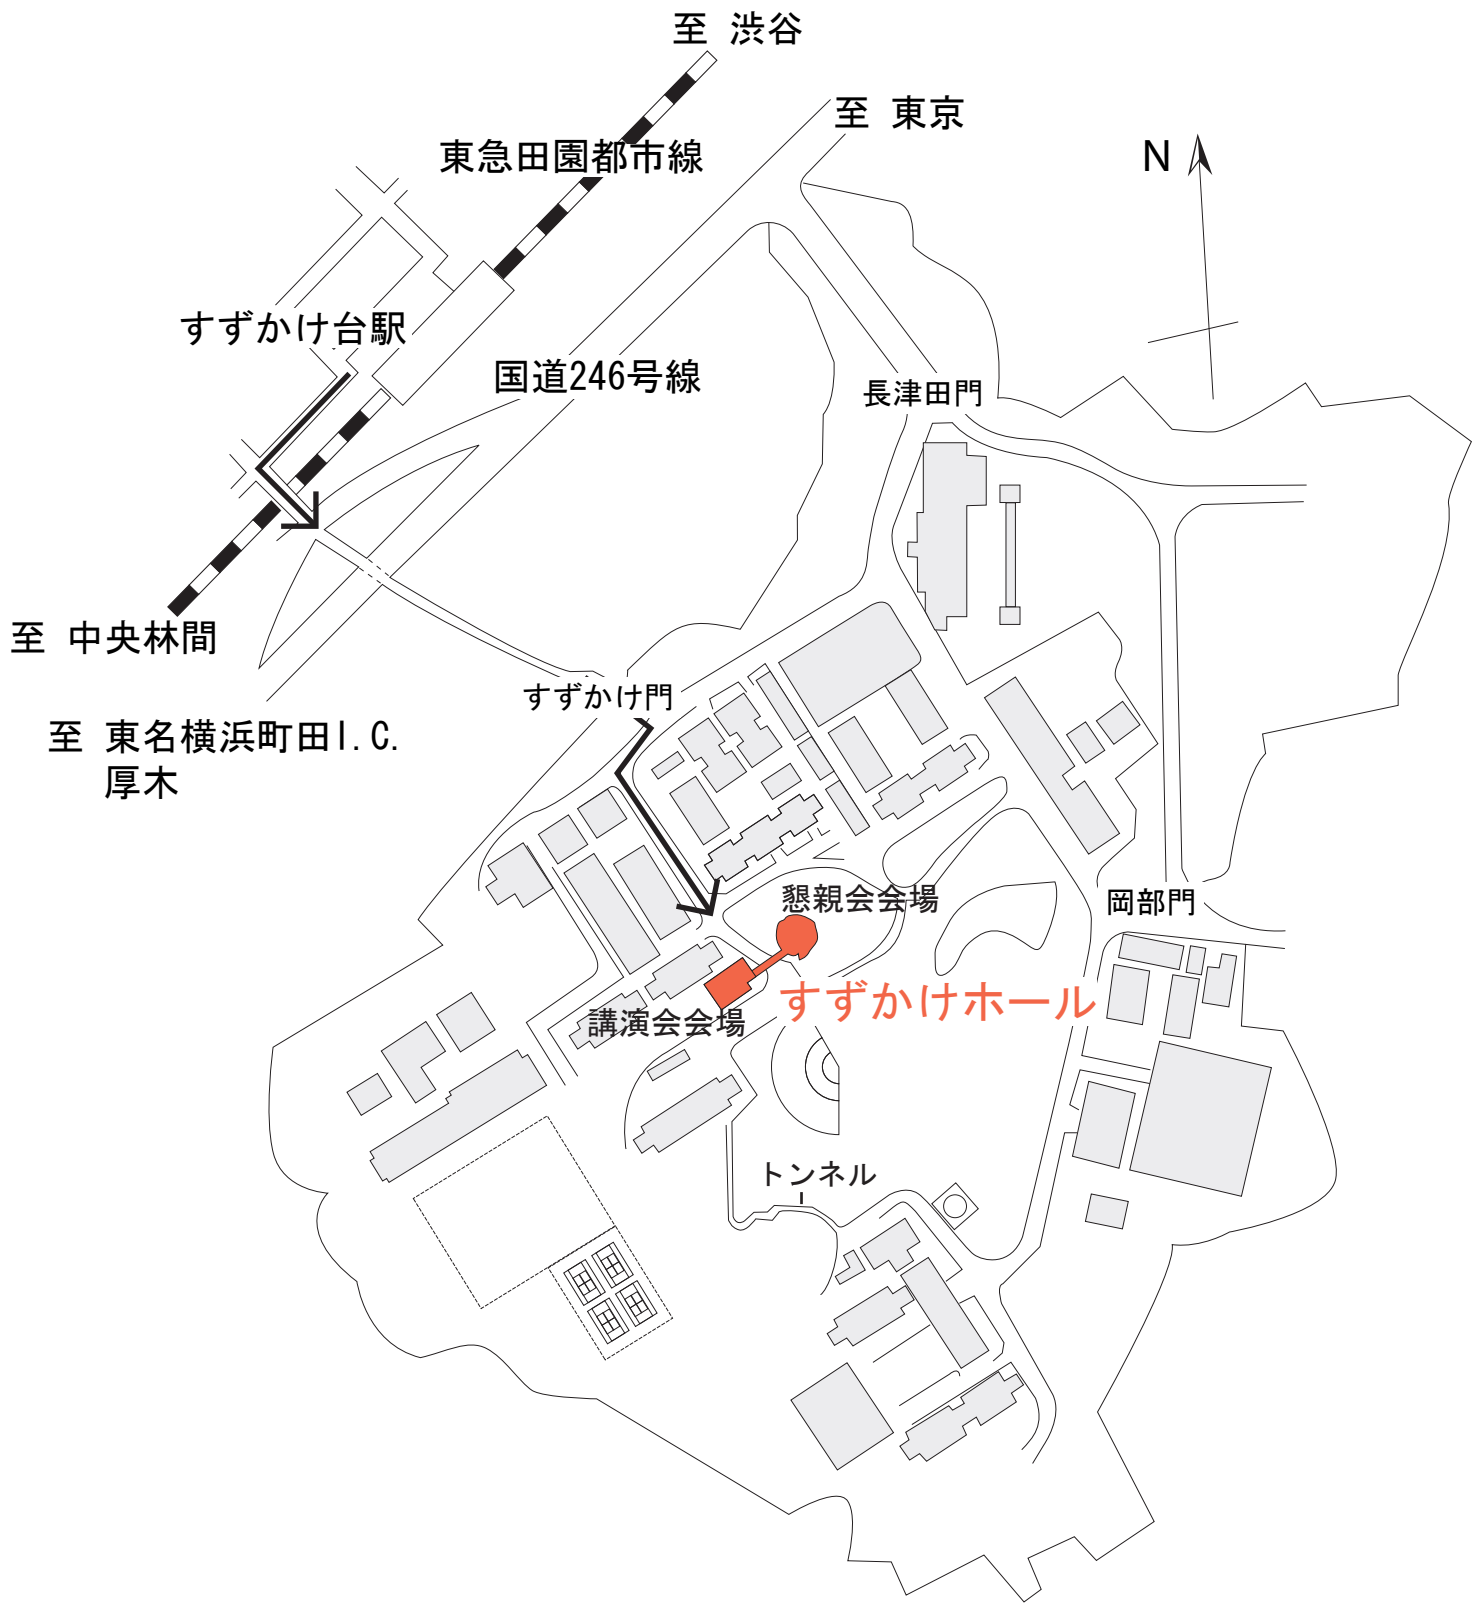 至 渋谷
至 東京
東急田園都市線
N
すずかけ台駅
国道246号線
長津田門
至 中央林間
すずかけ門
至 東名横浜町田I.C.
厚木
懇親会会場
岡部門
すずかけホール
講演会会場
トンネル